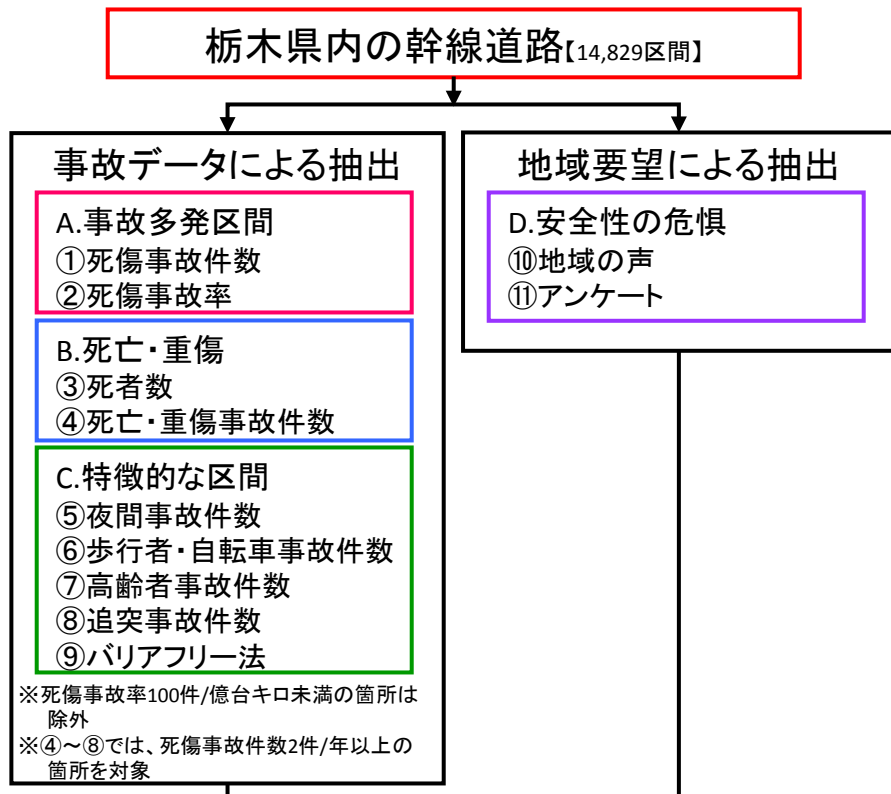 栃木県内の幹線道路【14,829区間】
事故データによる抽出
A.事故多発区間
①死傷事故件数
②死傷事故率
B.死亡・重傷
③死者数
④死亡・重傷事故件数
C.特徴的な区間
⑤夜間事故件数
⑥歩行者・自転車事故件数
⑦高齢者事故件数
⑧追突事故件数
⑨バリアフリー法
※死傷事故率100件/億台キロ未満の箇所は
除外
※④～⑧では、死傷事故件数2件/年以上の
箇所を対象
地域要望による抽出
D.安全性の危惧
⑩地域の声
⑪アンケート